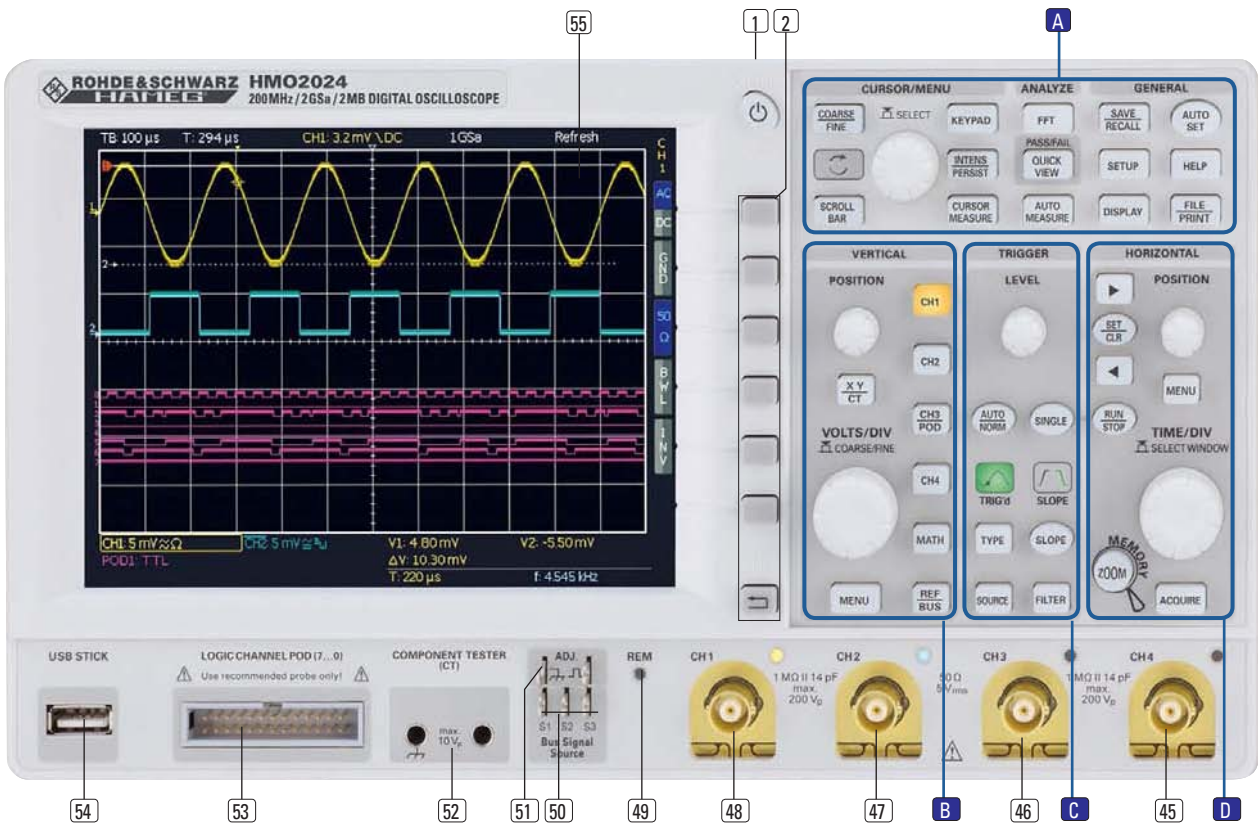 55
1
2
A
ROHDE&SCHWARZ HMO2024
HAMEG
200 MHz / 2 GSa / 2 MB DIGITAL OSCILLOSCOPE
TB: 100 µs T: 294 µs CH1: 3.2 mV \ DC 1GSa Refresh
CH1
AC
DC
GND
50 Ω
BWL
INV
1
2
2
CH1: 5 mV≂Ω
CH2: 5 mV
V1: 4.80 mV
V2: -5.50 mV
POD1: TTL
ΔV: 10.30 mV
T: 220 µs
f: 4.545 kHz
CURSOR/MENU
ANALYZE
GENERAL
COARSE
FINE
SELECT
KEYPAD
FFT
SAVE
RECALL
AUTO
SET
INTENS
PERSIST
PASS/FAIL
QUICK
VIEW
SETUP
HELP
SCROLL
BAR
CURSOR
MEASURE
AUTO
MEASURE
DISPLAY
FILE
PRINT
VERTICAL
POSITION
CH1
CH2
X Y
CT
CH3
POD
VOLTS/DIV
COARSE/FINE
CH4
MATH
MENU
REF
BUS
TRIGGER
LEVEL
AUTO
NORM
SINGLE
TRIG'd
SLOPE
TYPE
SLOPE
SOURCE
FILTER
HORIZONTAL
POSITION
SET
CLR
MENU
RUN
STOP
TIME/DIV
SELECT WINDOW
MEMORY
ZOOM
ACQUIRE
USB STICK
LOGIC CHANNEL POD (7...0)
Use recommended probe only!
COMPONENT TESTER
(CT)
max.
10 Vp
ADJ.
S1 S2 S3
Bus Signal
Source
REM
CH1
1 MΩ II 14 pF
max.
200 Vp
CH2
50 Ω
5 Vrms
CH3
1 MΩ II 14 pF
max.
200 Vp
CH4
54
53
52
51
50
49
48
47
B
46
C
45
D